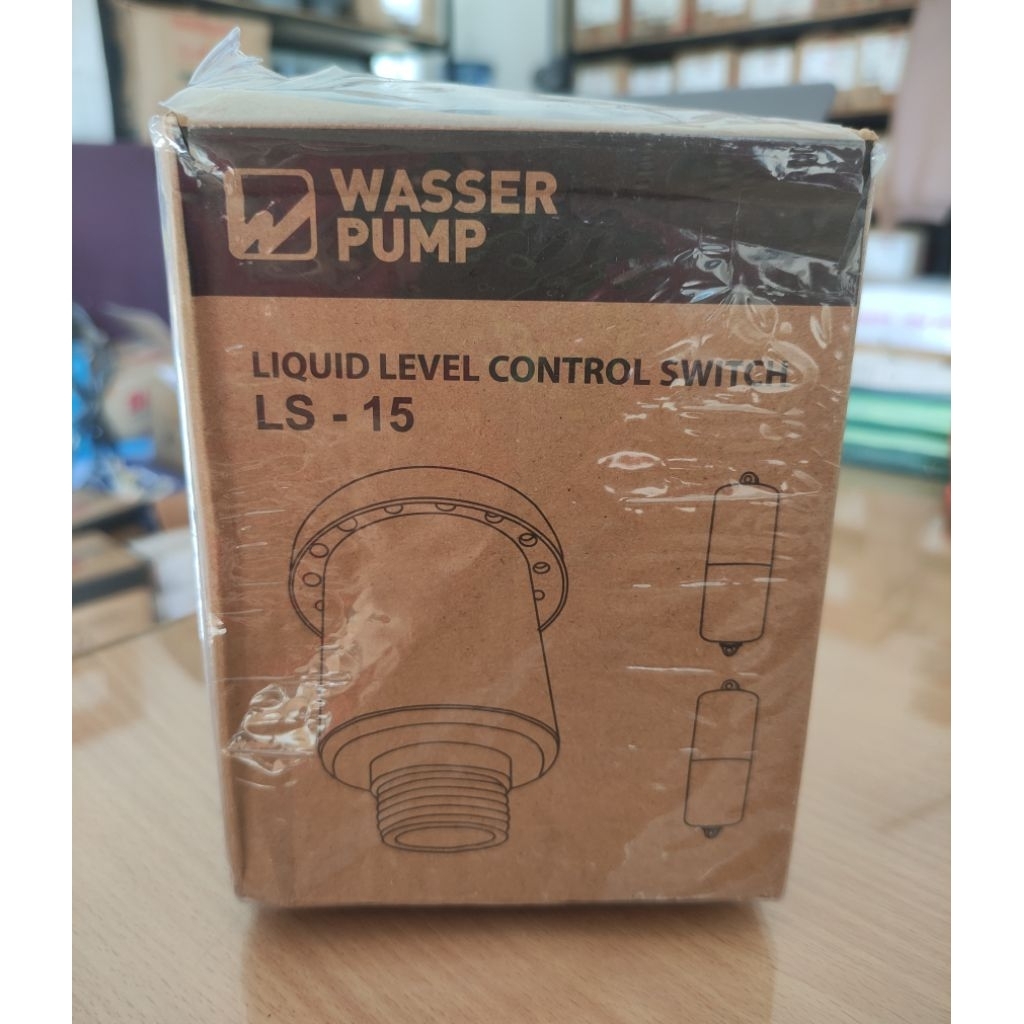 WASSER
PUMP
LIQUID LEVEL CONTROL SWITCH
LS - 15